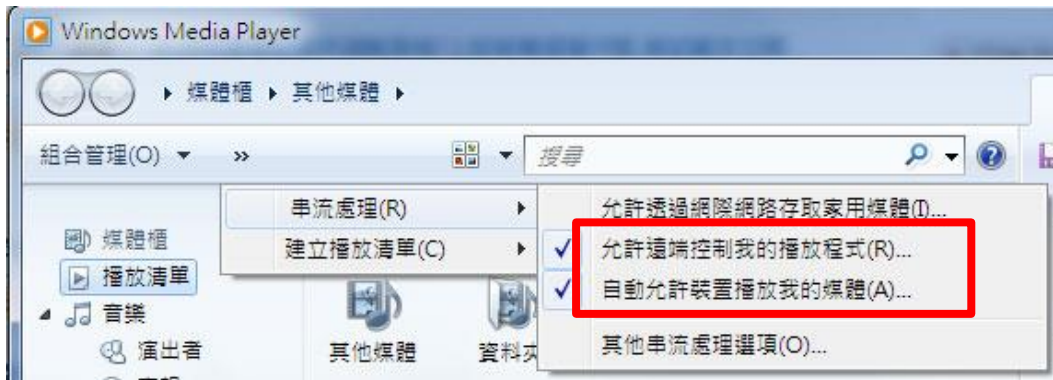 Windows Media Player
媒體櫃 ▸ 其他媒體 ▸
組合管理(O) ▾ » 搜尋
串流處理(R)
建立播放清單(C)
允許透過網際網路存取家用媒體(I)...
允許遠端控制我的播放程式(R)...
自動允許裝置播放我的媒體(A)...
其他串流處理選項(O)...
媒體櫃
播放清單
音樂
演出者
其他媒體
資料夾